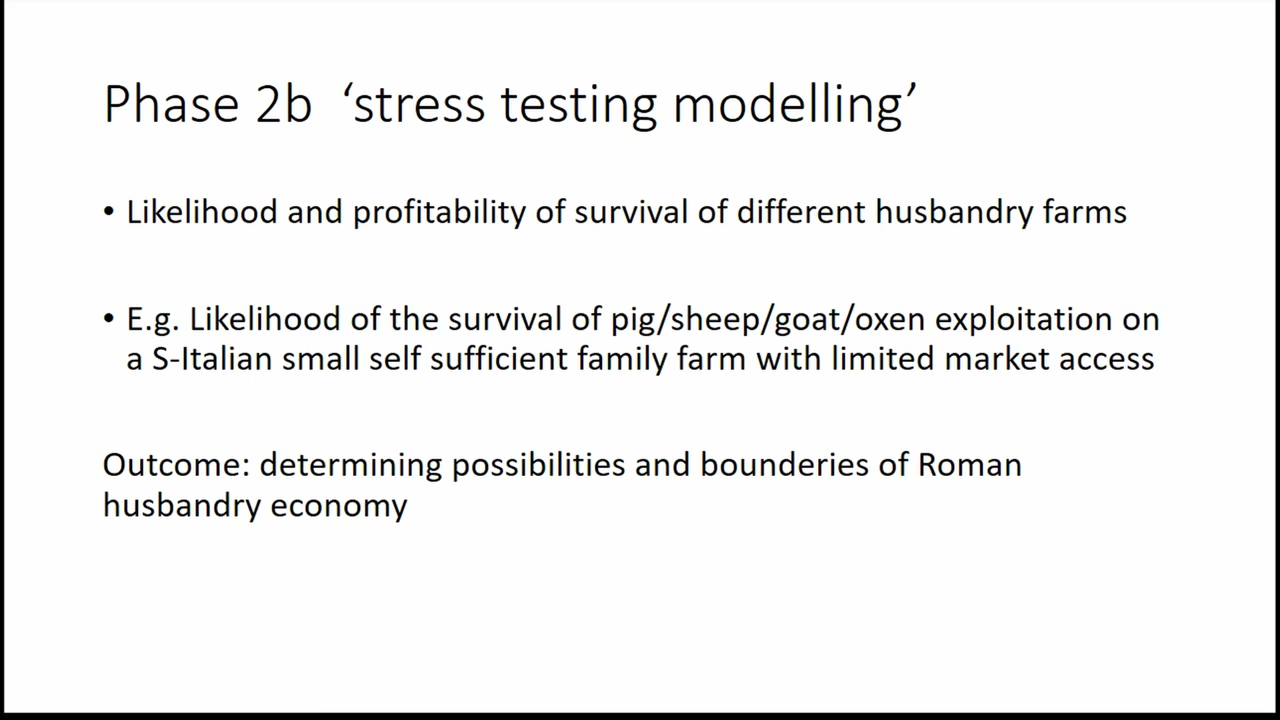 Phase 2b  ‘stress testing modelling’
• Likelihood and profitability of survival of different husbandry farms
• E.g. Likelihood of the survival of pig/sheep/goat/oxen exploitation on
a S-Italian small self sufficient family farm with limited market access
Outcome: determining possibilities and bounderies of Roman
husbandry economy